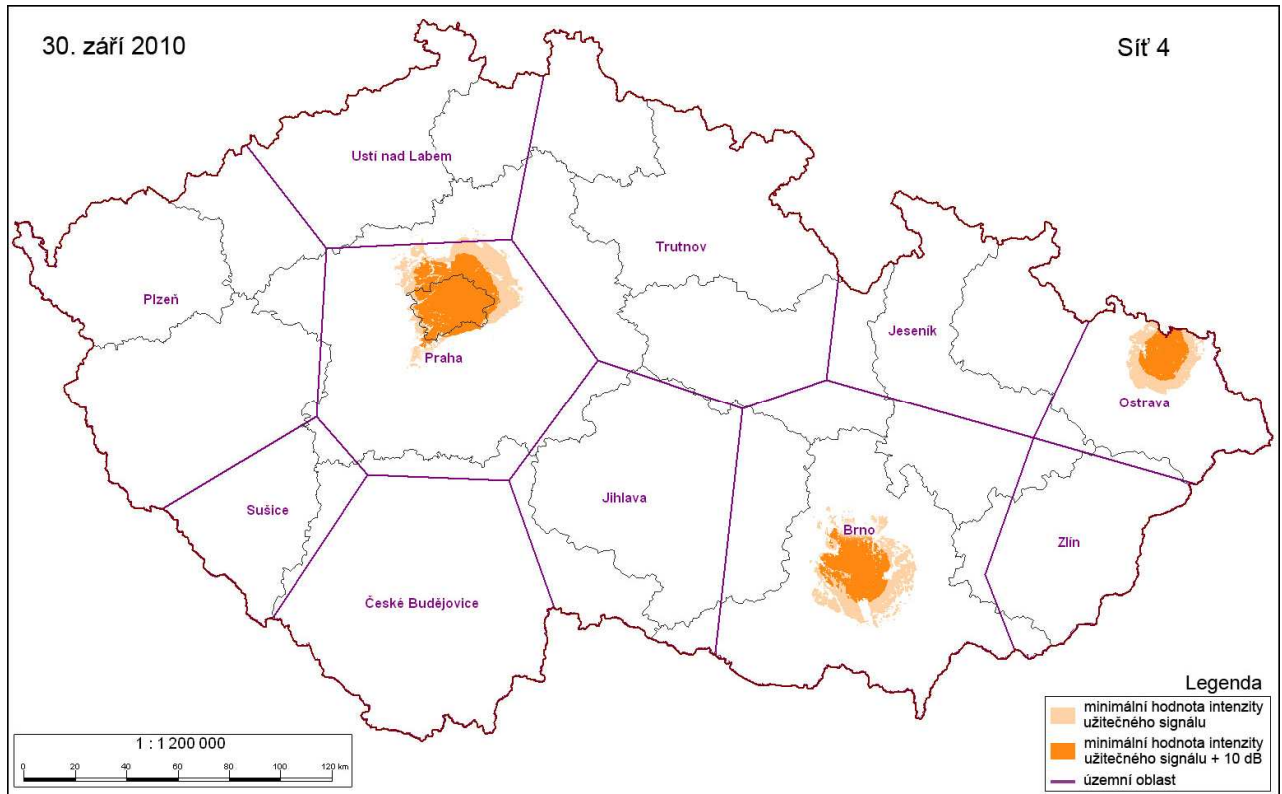 30. září 2010
Síť 4
Ustí nad Labem
Trutnov
Plzeň
Jeseník
Praha
Ostrava
Jihlava
Sušice
Brno
Zlín
České Budějovice
Legenda
minimální hodnota intenzity
užitečného signálu
minimální hodnota intenzity
užitečného signálu + 10 dB
územní oblast
1 : 1 200 000
0 20 40 60 80 100 120 km